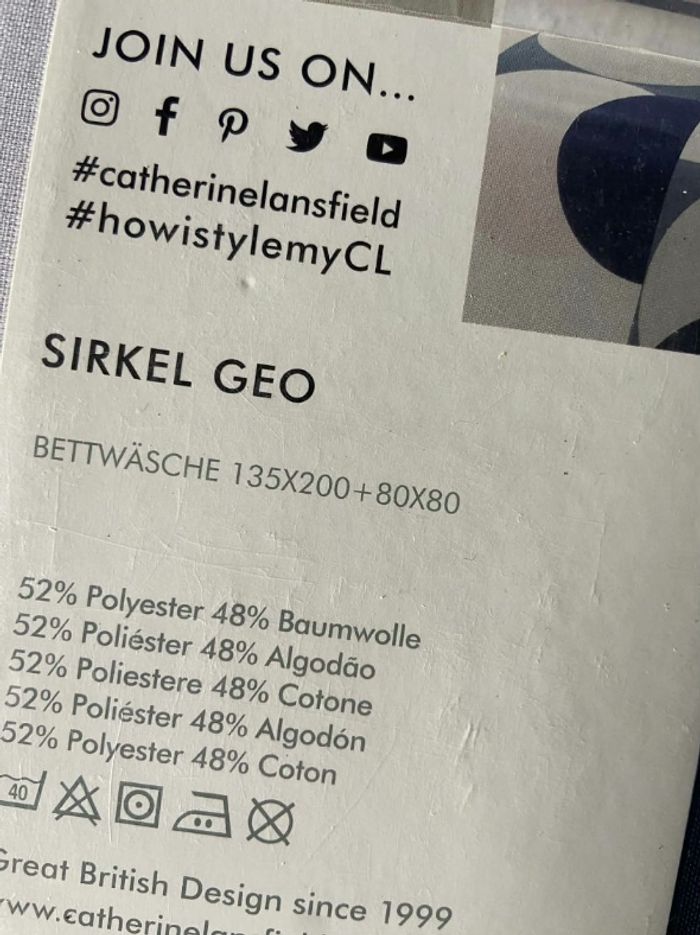 JOIN US ON...
#catherinelansfield
#howistylemyCL
SIRKEL GEO
BETTWÄSCHE 135X200+80X80
52% Polyester 48% Baumwolle
52% Poliéster 48% Algodão
52% Poliestere 48% Cotone
52% Poliéster 48% Algodón
52% Polyester 48% Coton
40
Great British Design since 1999